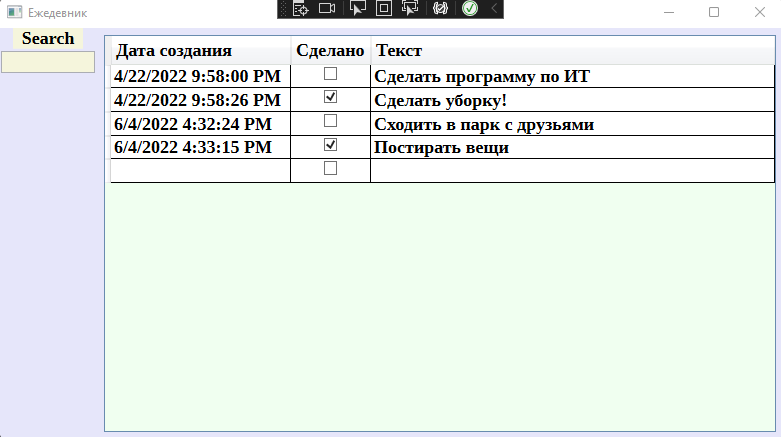 Ежедевник
Search
Дата создания Сделано Текст
4/22/2022 9:58:00 PM Сделать программу по ИТ
4/22/2022 9:58:26 PM Сделать уборку!
6/4/2022 4:32:24 PM Сходить в парк с друзьями
6/4/2022 4:33:15 PM Постирать вещи